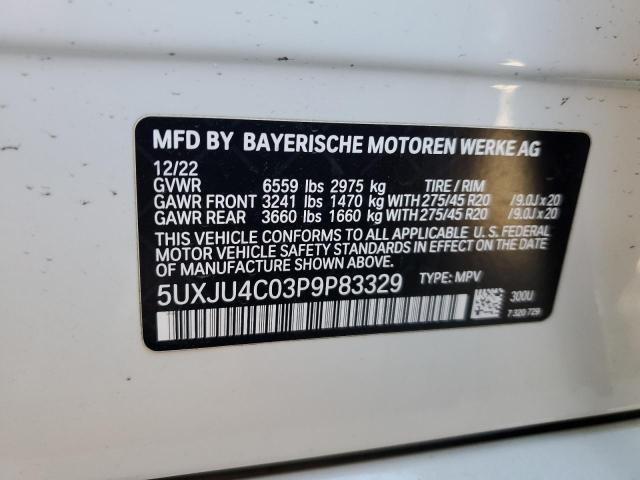 MFD BY BAYERISCHE MOTOREN WERKE AG
12/22
GVWR 6559 lbs 2975 kg TIRE / RIM
GAWR FRONT 3241 lbs 1470 kg WITH 275/45 R20 /9.0J x 20
GAWR REAR 3660 lbs 1660 kg WITH 275/45 R20 /9.0J x 20
THIS VEHICLE CONFORMS TO ALL APPLICABLE U. S. FEDERAL
MOTOR VEHICLE SAFETY STANDARDS IN EFFECT ON THE DATE
OF MANUFACTURE SHOWN ABOVE.
5UXJU4C03P9P83329 TYPE: MPV
300U
7 320 729